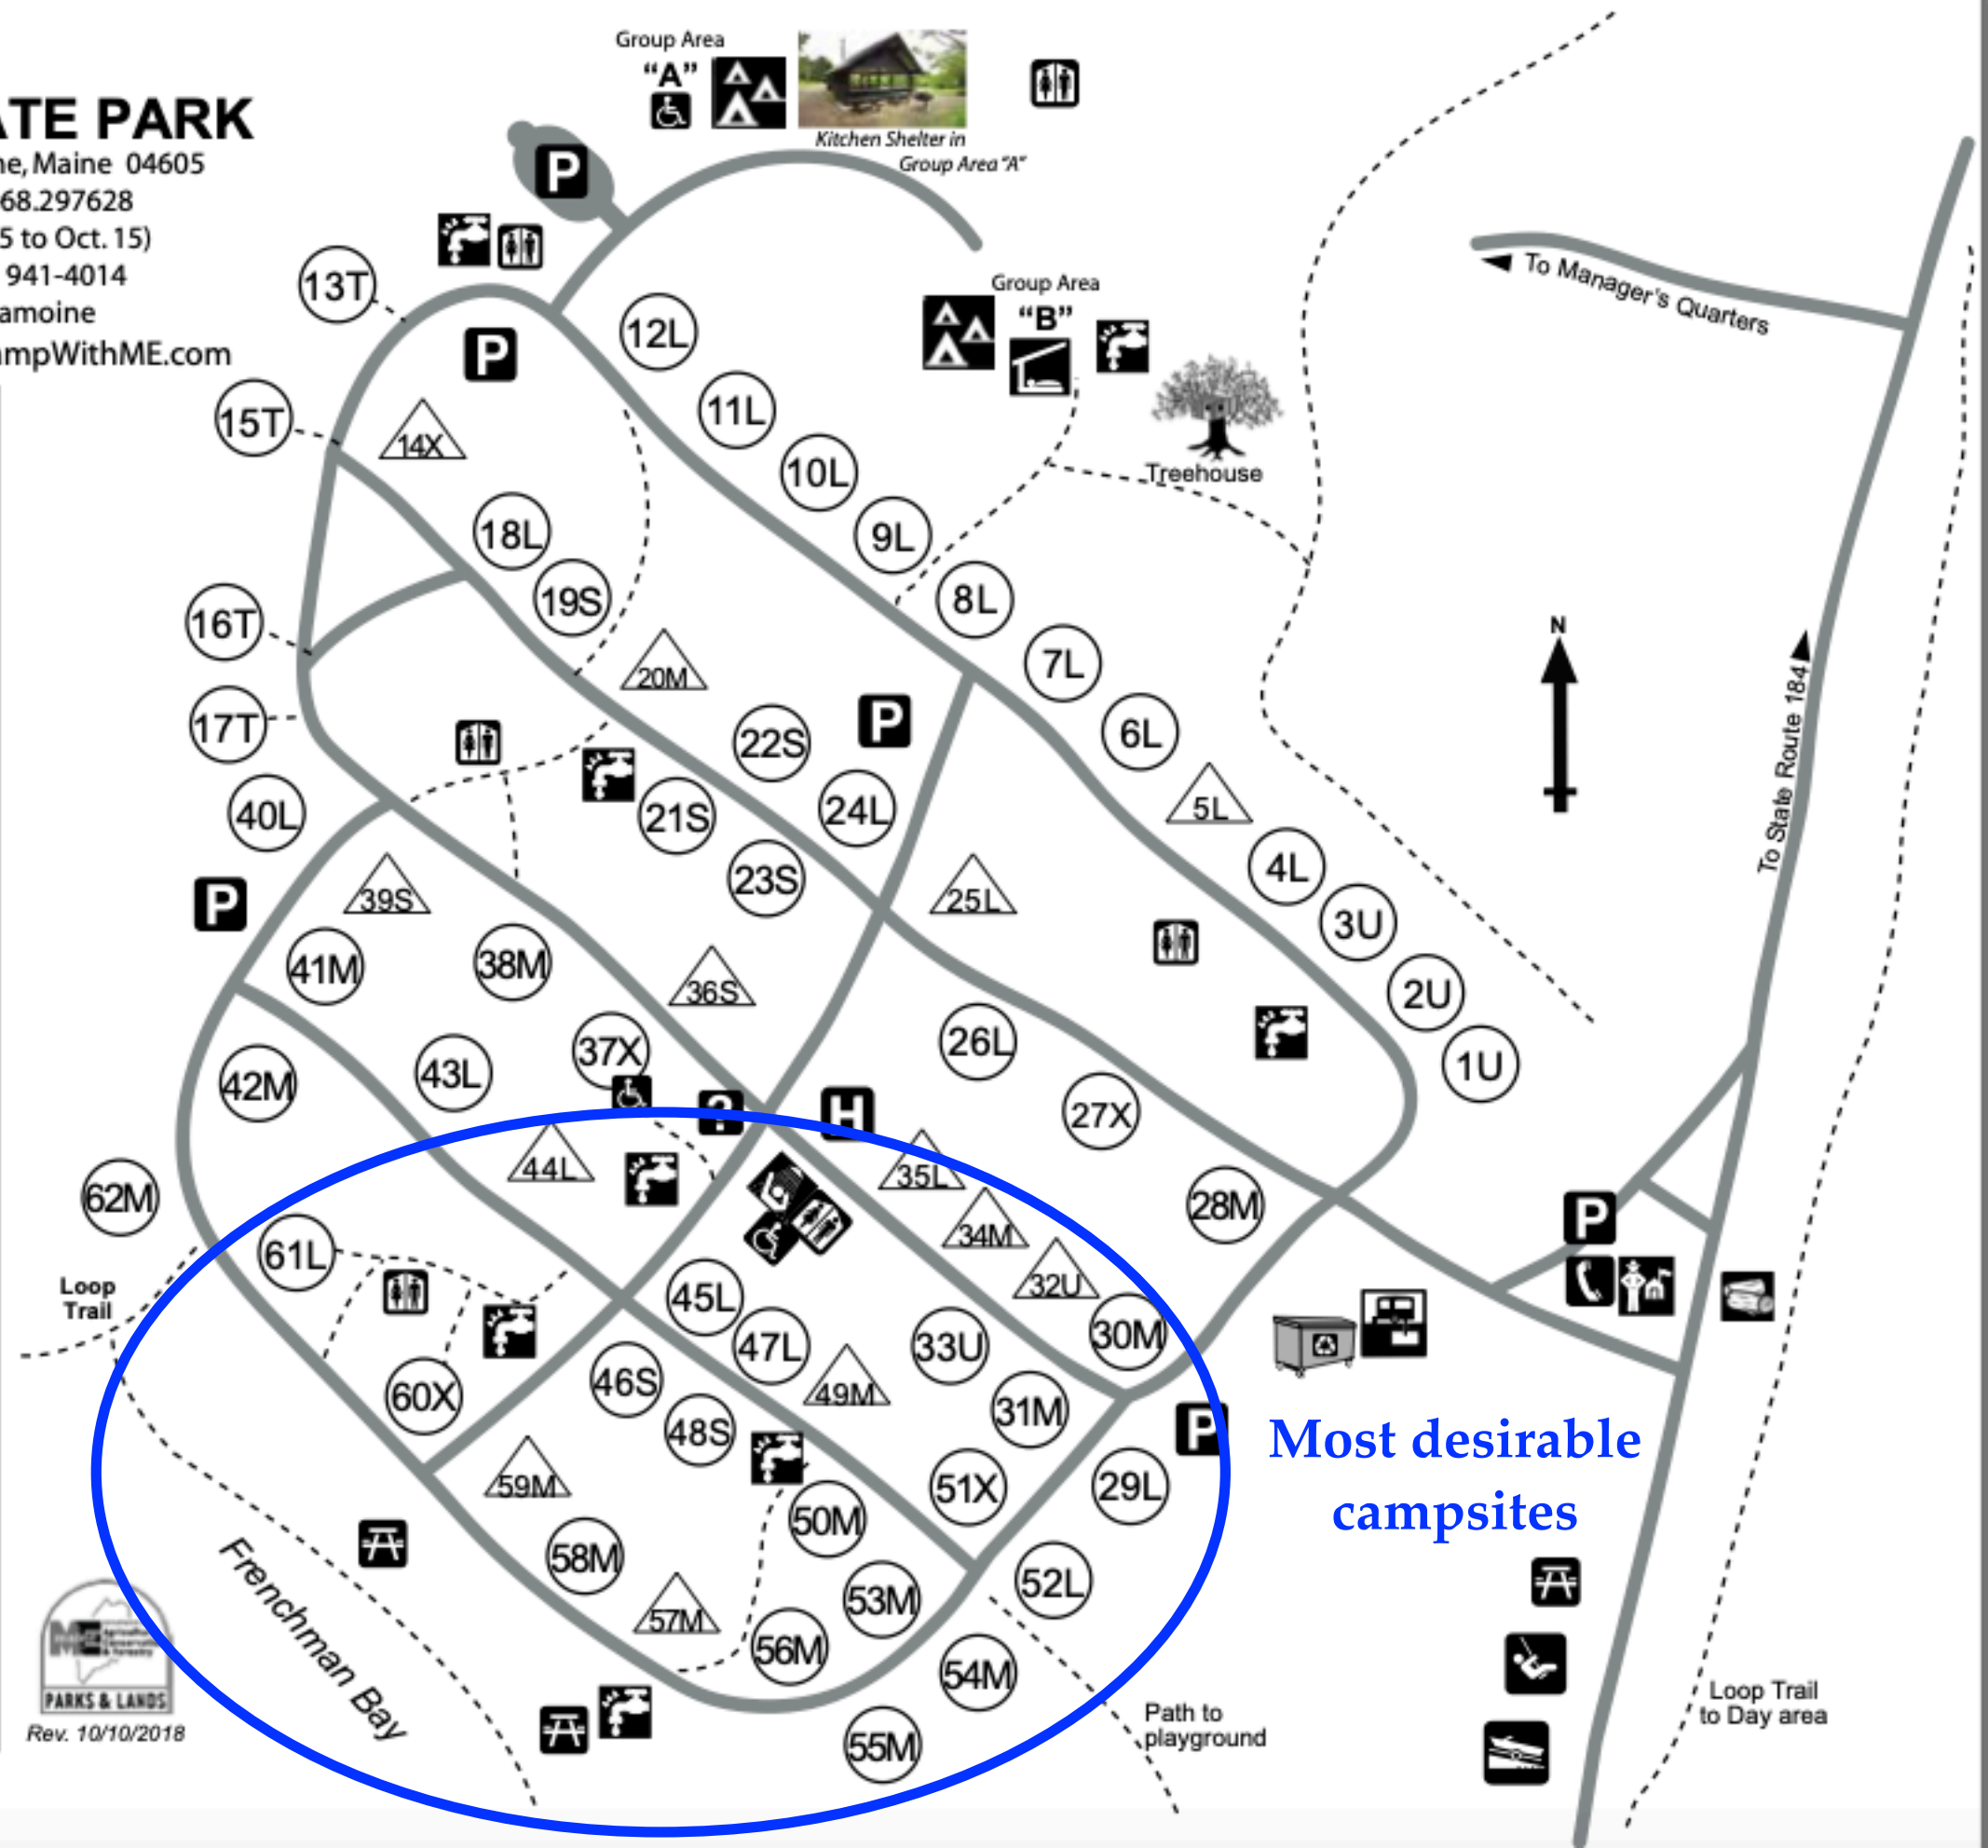 ATE PARK
ne, Maine 04605
68.297628
5 to Oct. 15)
941-4014
amoine
ampWithME.com
Group Area
“A”
Kitchen Shelter in
Group Area “A”
P
13T
12L
Group Area
“B”
To Manager's Quarters
P
15T
14X
11L
10L
Treehouse
18L
9L
19S
8L
16T
20M
7L
N
17T
22S
P
6L
To State Route 184
40L
21S
24L
5L
23S
4L
P
39S
25L
3U
41M
38M
36S
2U
42M
43L
37X
26L
1U
?
H
27X
62M
44L
35L
28M
P
61L
34M
Loop
Trail
45L
32U
47L
33U
30M
60X
46S
49M
31M
48S
P
Most desirable
campsites
59M
51X
29L
50M
58M
52L
Frenchman Bay
57M
53M
56M
54M
PARKS & LANDS
Rev. 10/10/2018
55M
Path to
playground
Loop Trail
to Day area